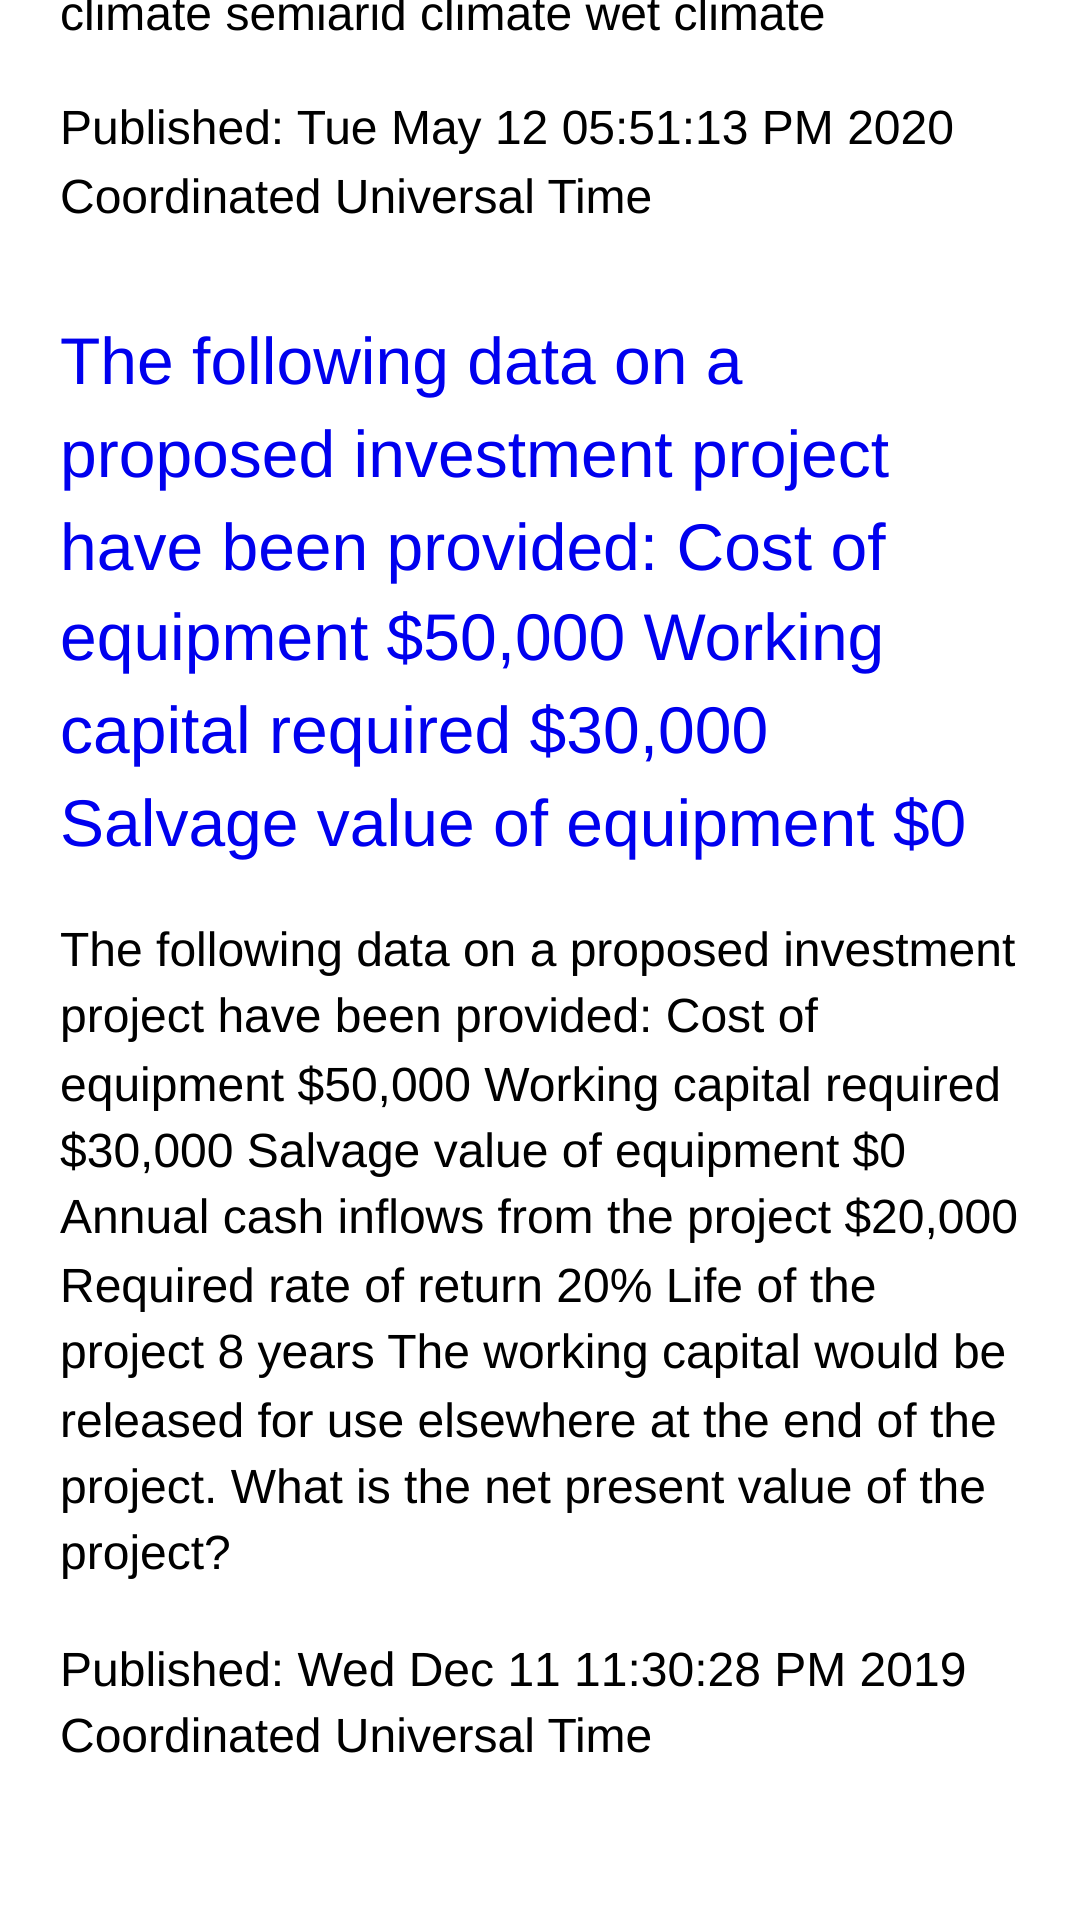 climate semiarid climate wet climate
Published: Tue May 12 05:51:13 PM 2020
Coordinated Universal Time
The following data on a
proposed investment project
have been provided: Cost of
equipment $50,000 Working
capital required $30,000
Salvage value of equipment $0
The following data on a proposed investment
project have been provided: Cost of
equipment $50,000 Working capital required
$30,000 Salvage value of equipment $0
Annual cash inflows from the project $20,000
Required rate of return 20% Life of the
project 8 years The working capital would be
released for use elsewhere at the end of the
project. What is the net present value of the
project?
Published: Wed Dec 11 11:30:28 PM 2019
Coordinated Universal Time